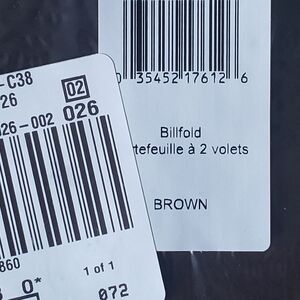 0 35452 17612 6
Billfold
tefeuille à 2 volets
BROWN
-C38
26
02
26-002 026
860
1 of 1
0*
072